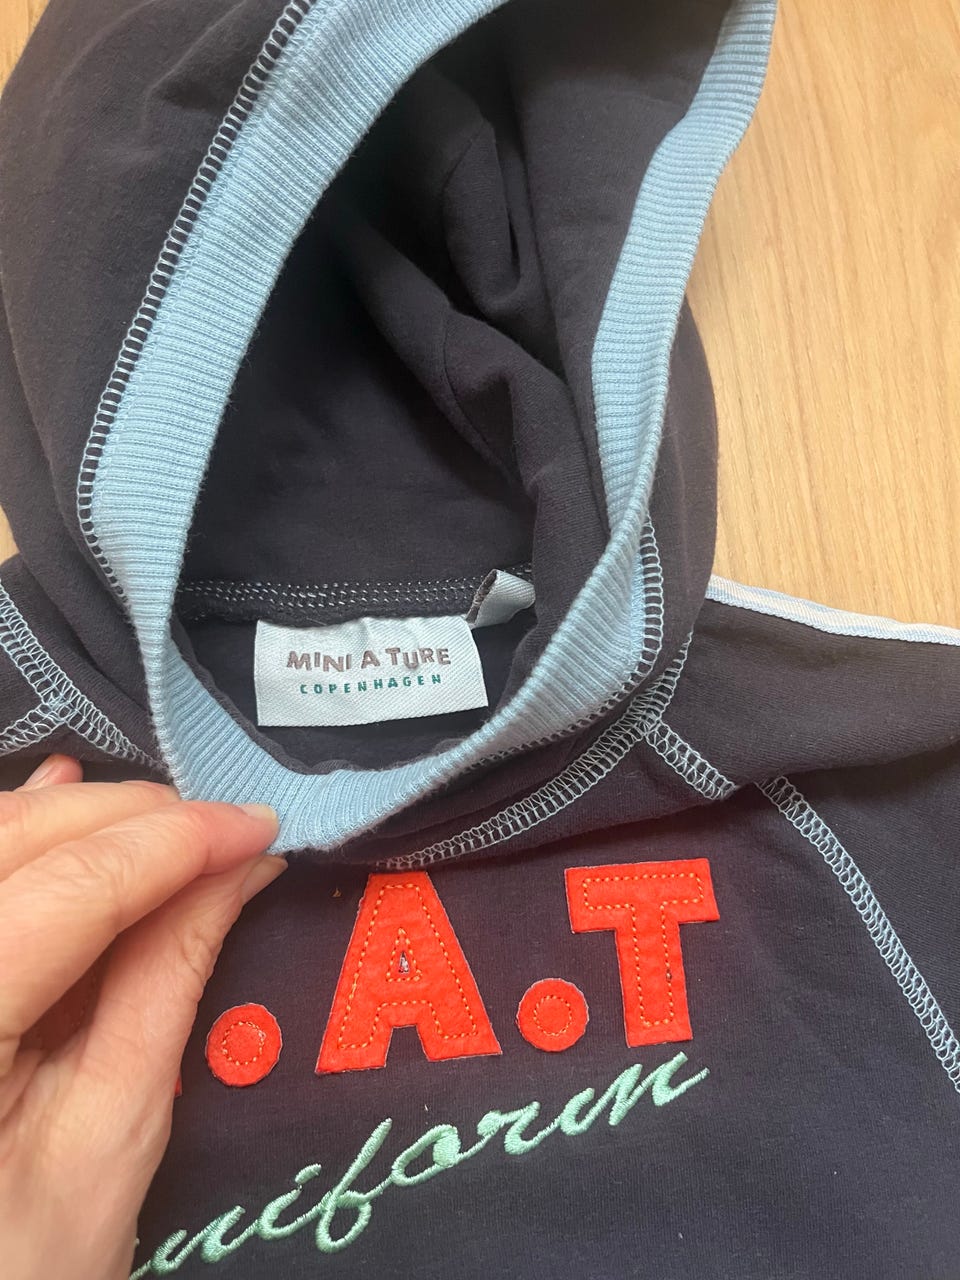 MINI A TURE
COPENHAGEN
.A.T
uniform